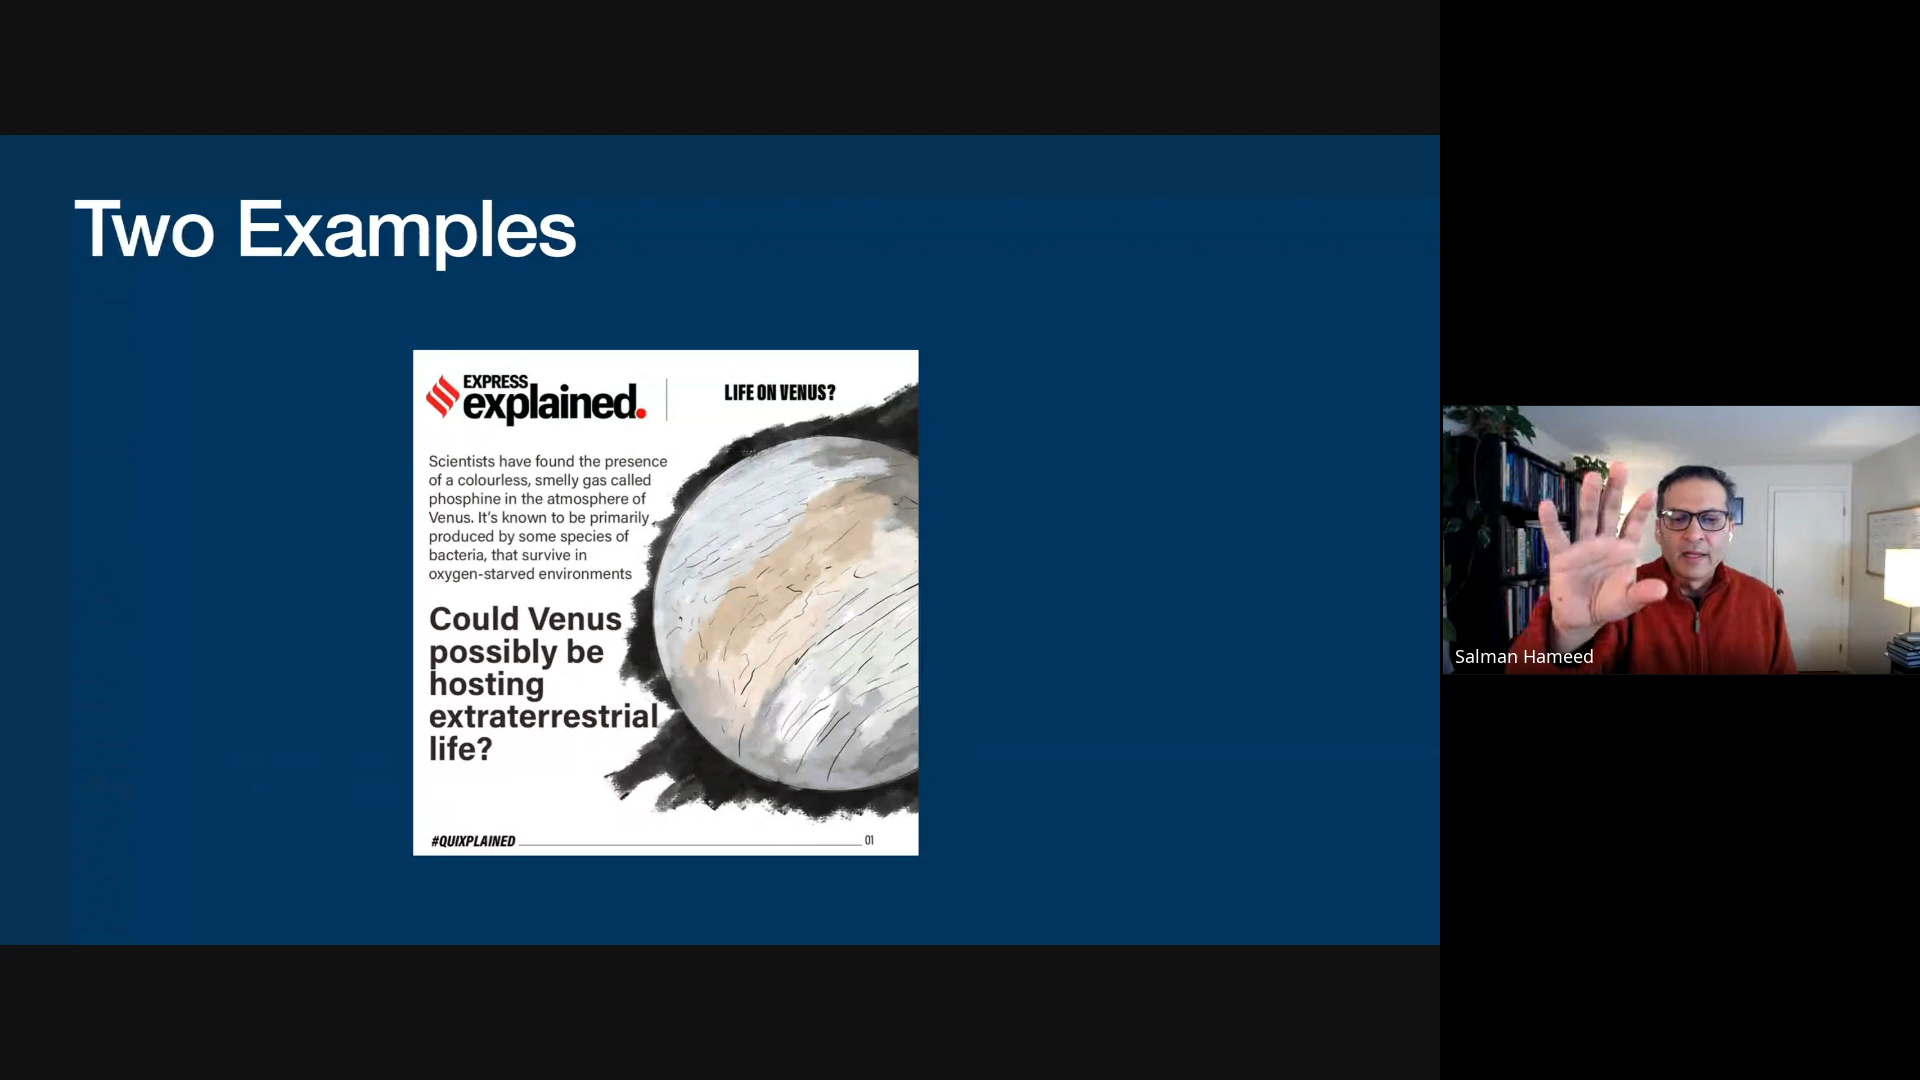 Two Examples
EXPRESS
explained.
LIFE ON VENUS?
Scientists have found the presence
of a colourless, smelly gas called
phosphine in the atmosphere of
Venus. It's known to be primarily
produced by some species of
bacteria, that survive in
oxygen-starved environments
Could Venus
possibly be
hosting
extraterrestrial
life?
#QUIXPLAINED
01
Salman Hameed